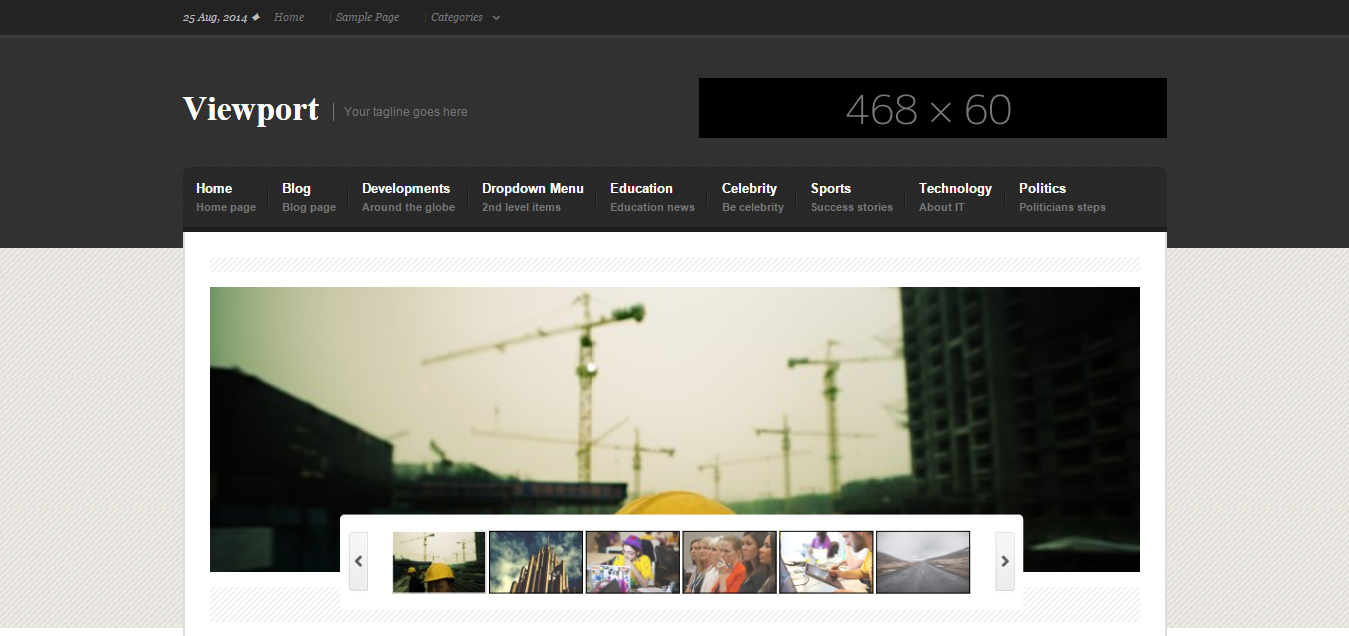 25 Aug, 2014 ✦ Home Sample Page Categories
Viewport Your tagline goes here
468 × 60
Home Blog Developments Dropdown Menu Education Celebrity Sports Technology Politics
Home page Blog page Around the globe 2nd level items Education news Be celebrity Success stories About IT Politicians steps